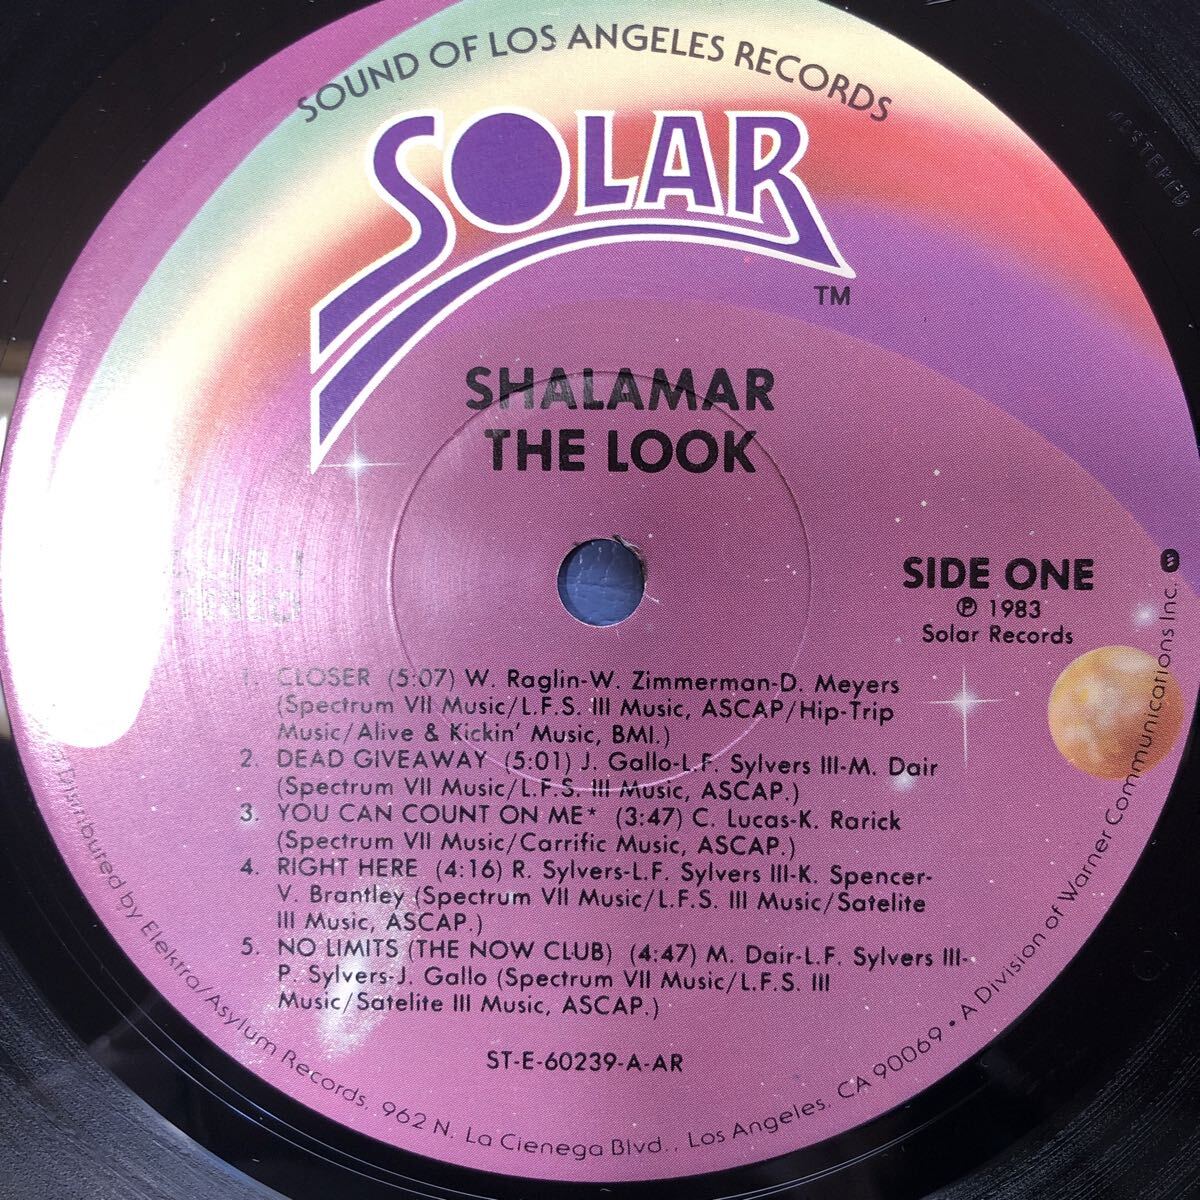 SOUND OF LOS ANGELES RECORDS
SOLAR
TM
SHALAMAR
THE LOOK
SIDE ONE
℗ 1983
Solar Records
1. CLOSER (5:07) W. Raglin-W. Zimmerman-D. Meyers
(Spectrum VII Music/L.F.S. III Music, ASCAP/Hip-Trip
Music/Alive & Kickin' Music, BMI.)
2. DEAD GIVEAWAY (5:01) J. Gallo-L.F. Sylvers III-M. Dair
(Spectrum VII Music/L.F.S. III Music, ASCAP.)
3. YOU CAN COUNT ON ME* (3:47) C. Lucas-K. Rarick
(Spectrum VII Music/Carrific Music, ASCAP.)
4. RIGHT HERE (4:16) R. Sylvers-L.F. Sylvers III-K. Spencer-
V. Brantley (Spectrum VII Music/L.F.S. III Music/Satelite
III Music, ASCAP.)
5. NO LIMITS (THE NOW CLUB) (4:47) M. Dair-L.F. Sylvers III-
P. Sylvers-J. Gallo (Spectrum VII Music/L.F.S. III
Music/Satelite III Music, ASCAP.)
ST-E-60239-A-AR
Distributed by Elektra/Asylum Records, 962 N. La Cienega Blvd., Los Angeles, CA 90069 • A Division of Warner Communications Inc.